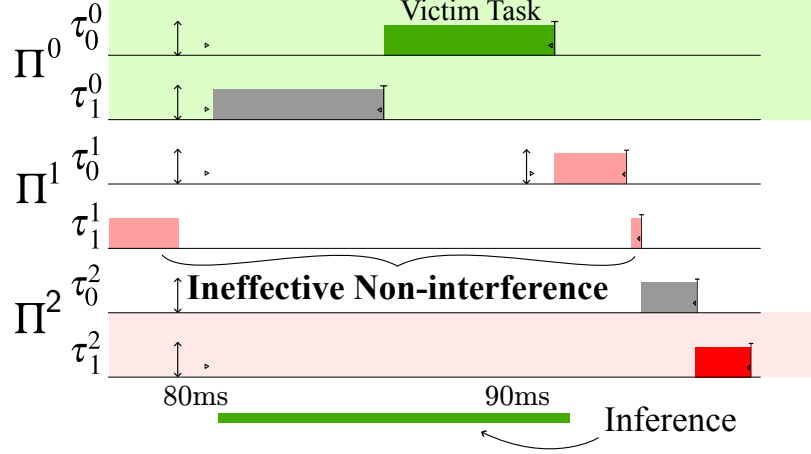 Victim Task
Π⁰
τ₀⁰
τ₁⁰
Π¹
τ₀¹
τ₁¹
Ineffective Non-interference
Π²
τ₀²
τ₁²
80ms 90ms
Inference